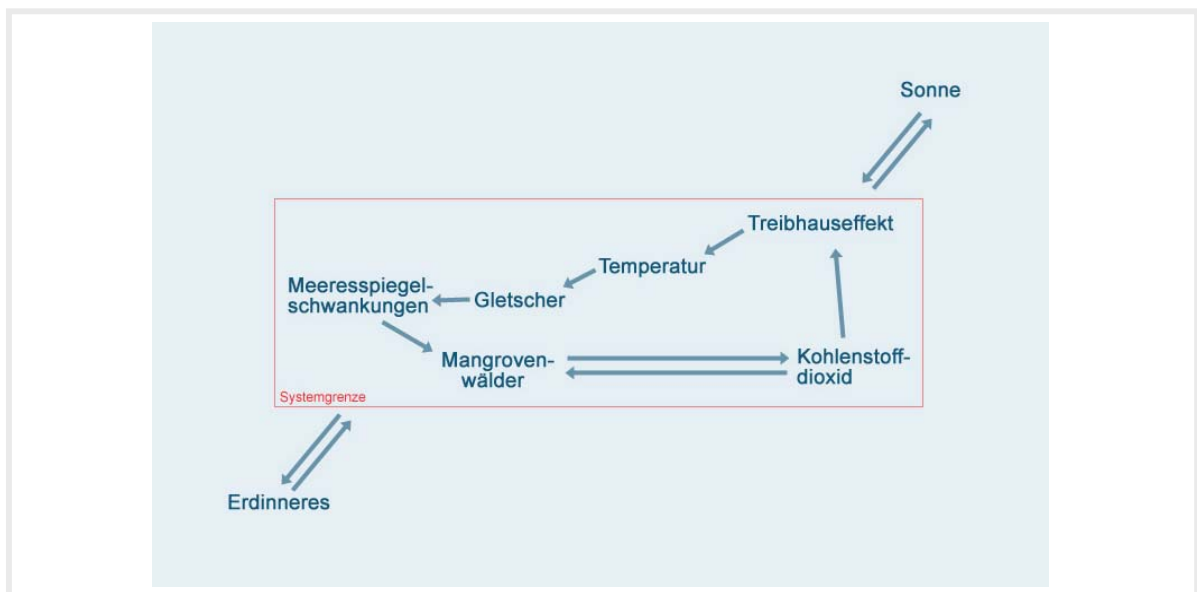 Sonne
Treibhauseffekt
Temperatur
Meeresspiegel-
schwankungen
Gletscher
Mangroven-
wälder
Kohlenstoff-
dioxid
Systemgrenze
Erdinneres